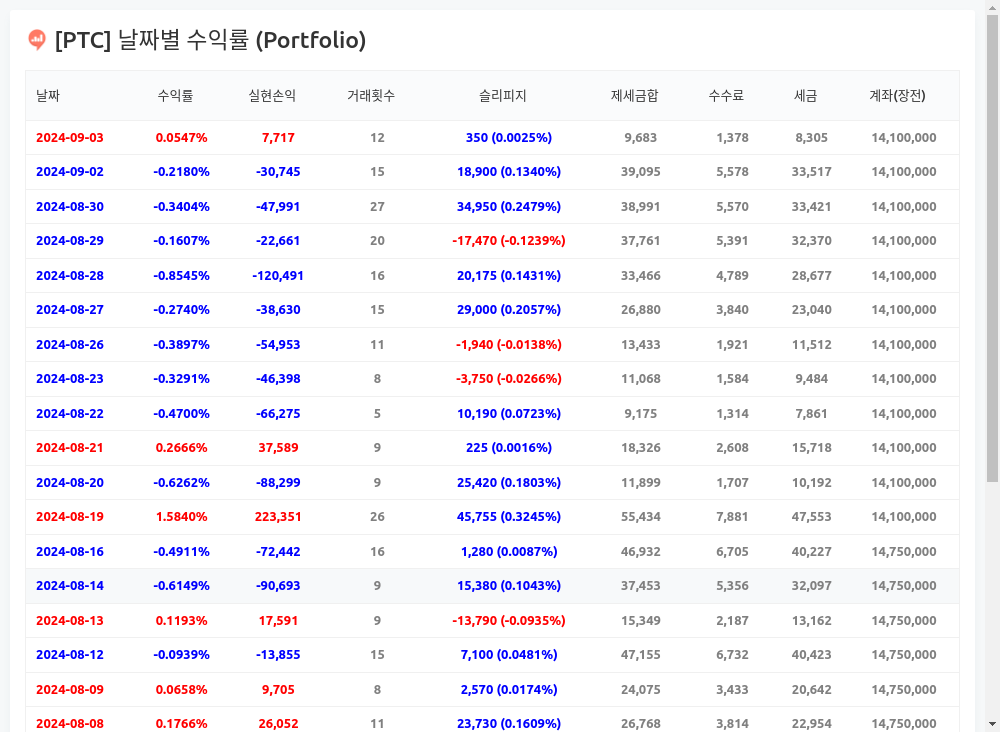 [PTC] 날짜별 수익률 (Portfolio)
날짜 수익률 실현손익 거래횟수 슬리피지 제세금합 수수료 세금 계좌(장전)
2024-09-03 0.0547% 7,717 12 350 (0.0025%) 9,683 1,378 8,305 14,100,000
2024-09-02 -0.2180% -30,745 15 18,900 (0.1340%) 39,095 5,578 33,517 14,100,000
2024-08-30 -0.3404% -47,991 27 34,950 (0.2479%) 38,991 5,570 33,421 14,100,000
2024-08-29 -0.1607% -22,661 20 -17,470 (-0.1239%) 37,761 5,391 32,370 14,100,000
2024-08-28 -0.8545% -120,491 16 20,175 (0.1431%) 33,466 4,789 28,677 14,100,000
2024-08-27 -0.2740% -38,630 15 29,000 (0.2057%) 26,880 3,840 23,040 14,100,000
2024-08-26 -0.3897% -54,953 11 -1,940 (-0.0138%) 13,433 1,921 11,512 14,100,000
2024-08-23 -0.3291% -46,398 8 -3,750 (-0.0266%) 11,068 1,584 9,484 14,100,000
2024-08-22 -0.4700% -66,275 5 10,190 (0.0723%) 9,175 1,314 7,861 14,100,000
2024-08-21 0.2666% 37,589 9 225 (0.0016%) 18,326 2,608 15,718 14,100,000
2024-08-20 -0.6262% -88,299 9 25,420 (0.1803%) 11,899 1,707 10,192 14,100,000
2024-08-19 1.5840% 223,351 26 45,755 (0.3245%) 55,434 7,881 47,553 14,100,000
2024-08-16 -0.4911% -72,442 16 1,280 (0.0087%) 46,932 6,705 40,227 14,750,000
2024-08-14 -0.6149% -90,693 9 15,380 (0.1043%) 37,453 5,356 32,097 14,750,000
2024-08-13 0.1193% 17,591 9 -13,790 (-0.0935%) 15,349 2,187 13,162 14,750,000
2024-08-12 -0.0939% -13,855 15 7,100 (0.0481%) 47,155 6,732 40,423 14,750,000
2024-08-09 0.0658% 9,705 8 2,570 (0.0174%) 24,075 3,433 20,642 14,750,000
2024-08-08 0.1766% 26,052 11 23,730 (0.1609%) 26,768 3,814 22,954 14,750,000